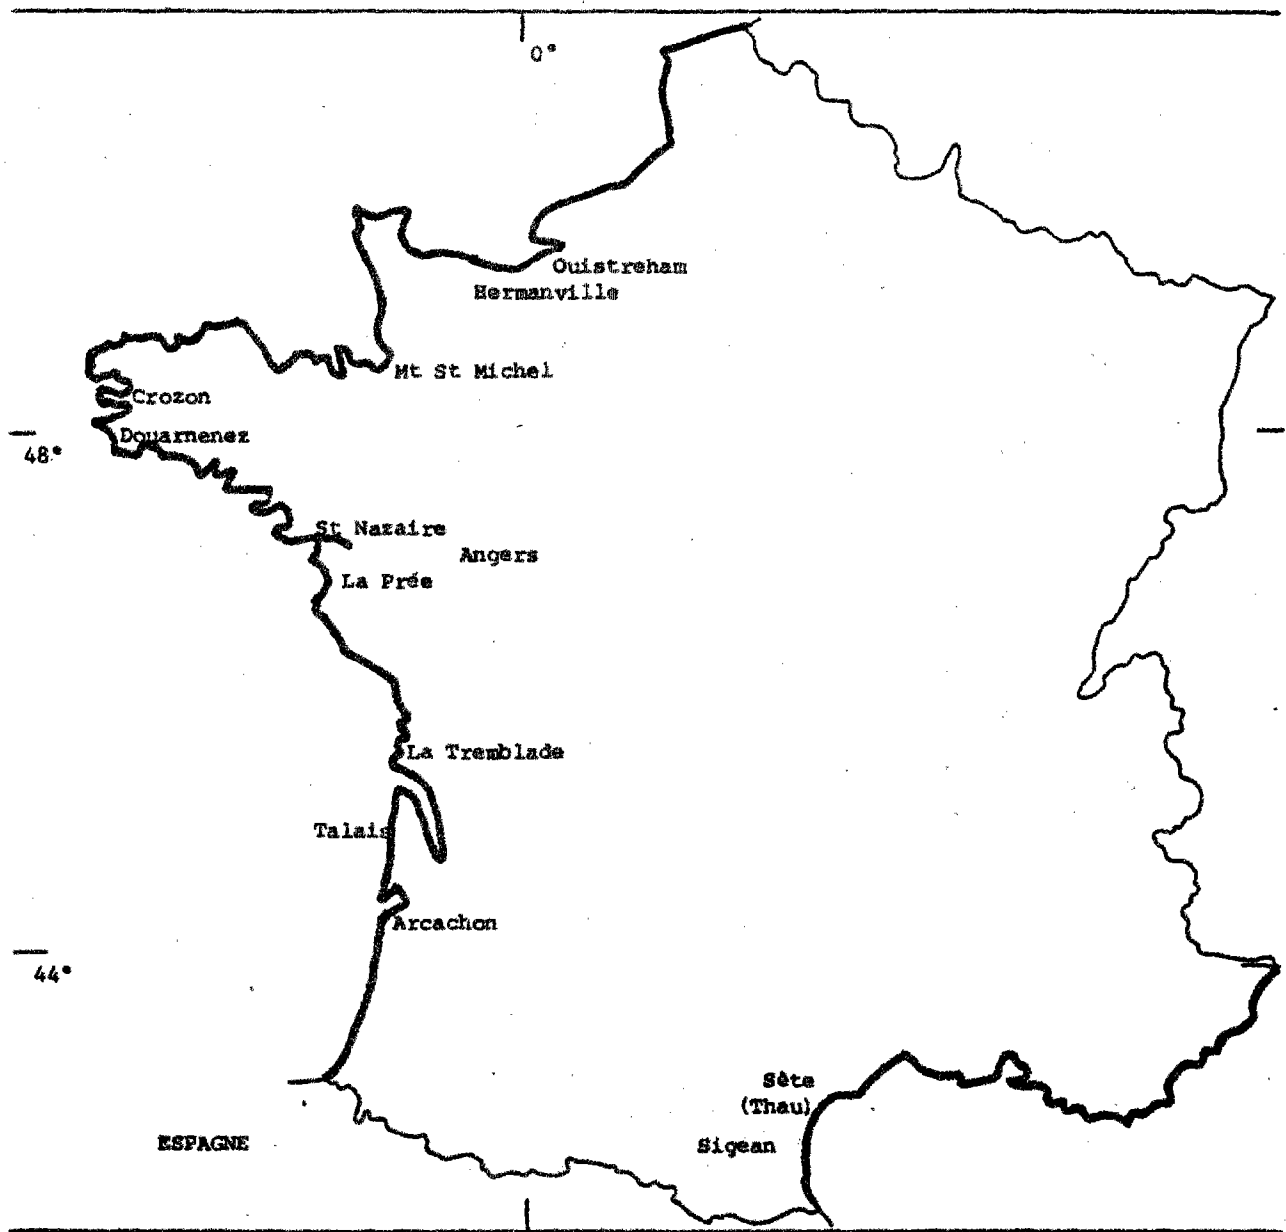 0°
Ouistreham
Hermanville
Mt St Michel
Crozon
Douarnenez
48°
St Nazaire
Angers
La Prée
La Tremblade
Talais
Arcachon
44°
Sète
(Thau)
Sigean
ESPAGNE